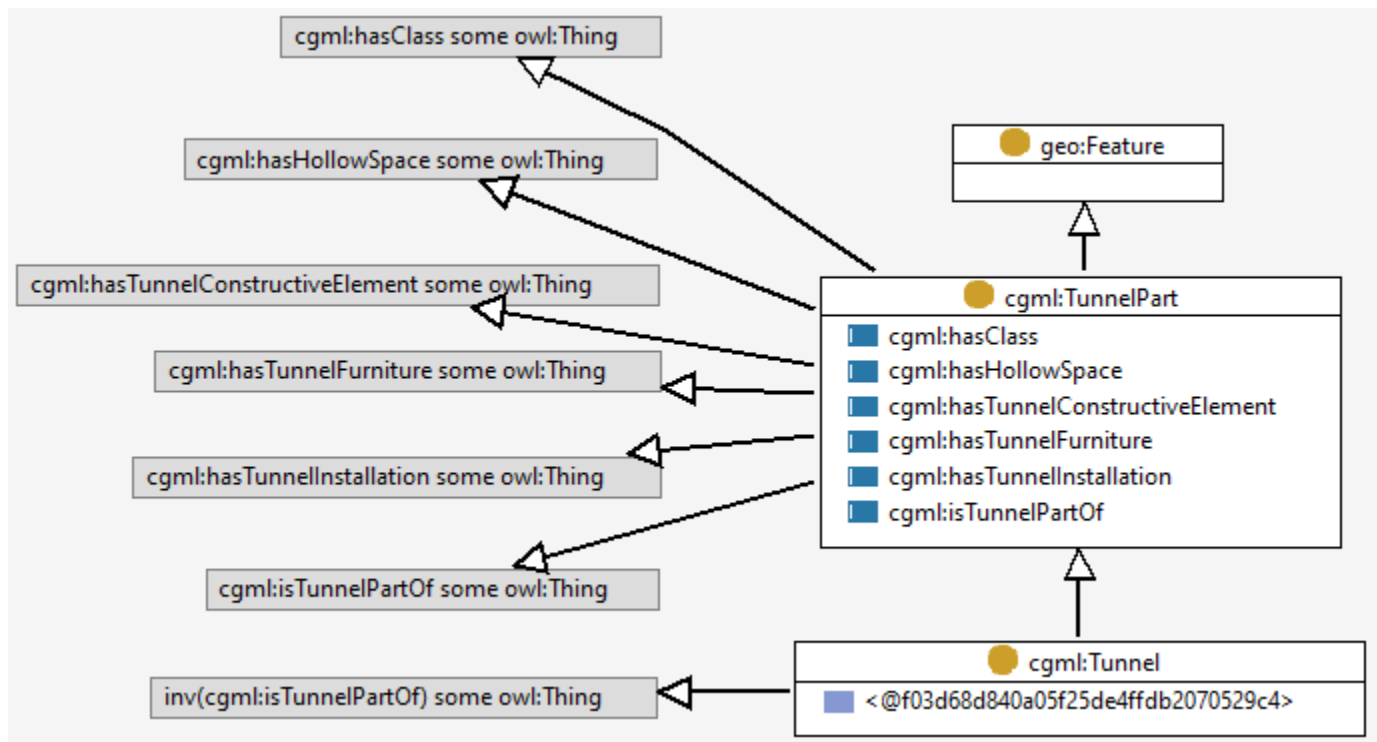 cgml:hasClass some owl:Thing
cgml:hasHollowSpace some owl:Thing
cgml:hasTunnelConstructiveElement some owl:Thing
cgml:hasTunnelFurniture some owl:Thing
cgml:hasTunnelInstallation some owl:Thing
cgml:isTunnelPartOf some owl:Thing
inv(cgml:isTunnelPartOf) some owl:Thing
geo:Feature
cgml:TunnelPart
cgml:hasClass
cgml:hasHollowSpace
cgml:hasTunnelConstructiveElement
cgml:hasTunnelFurniture
cgml:hasTunnelInstallation
cgml:isTunnelPartOf
cgml:Tunnel
<@f03d68d840a05f25de4ffdb2070529c4>